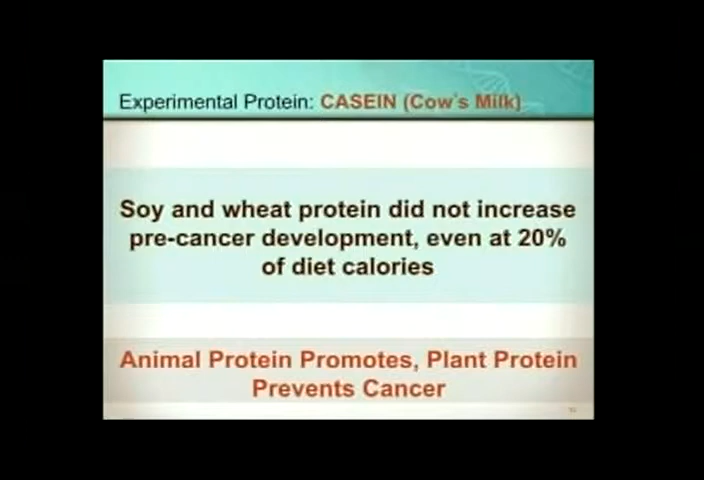 Experimental Protein: CASEIN (Cow's Milk)
Soy and wheat protein did not increase
pre-cancer development, even at 20%
of diet calories
Animal Protein Promotes, Plant Protein
Prevents Cancer